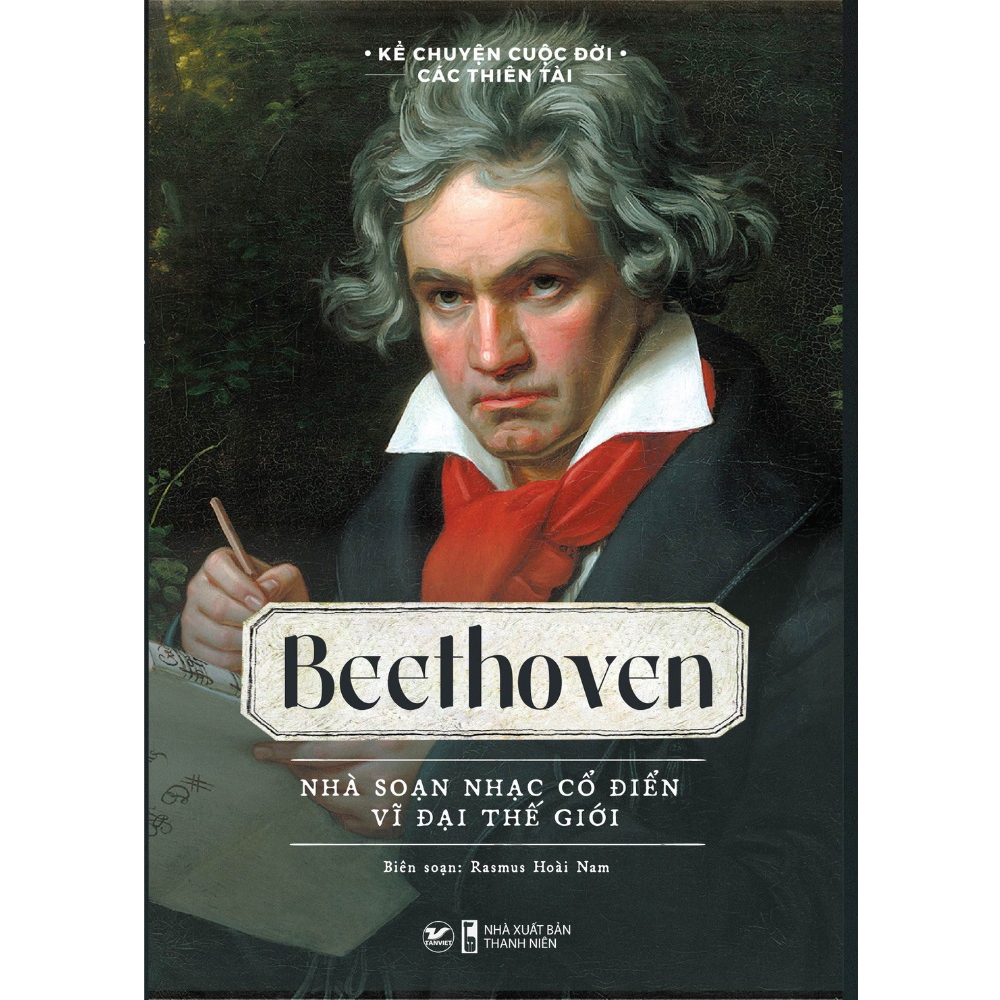 • KỂ CHUYỆN CUỘC ĐỜI •
CÁC THIÊN TÀI
Beethoven
NHÀ SOẠN NHẠC CỔ ĐIỂN
VĨ ĐẠI THẾ GIỚI
Biên soạn: Rasmus Hoài Nam
TANVIET
NHÀ XUẤT BẢN
THANH NIÊN